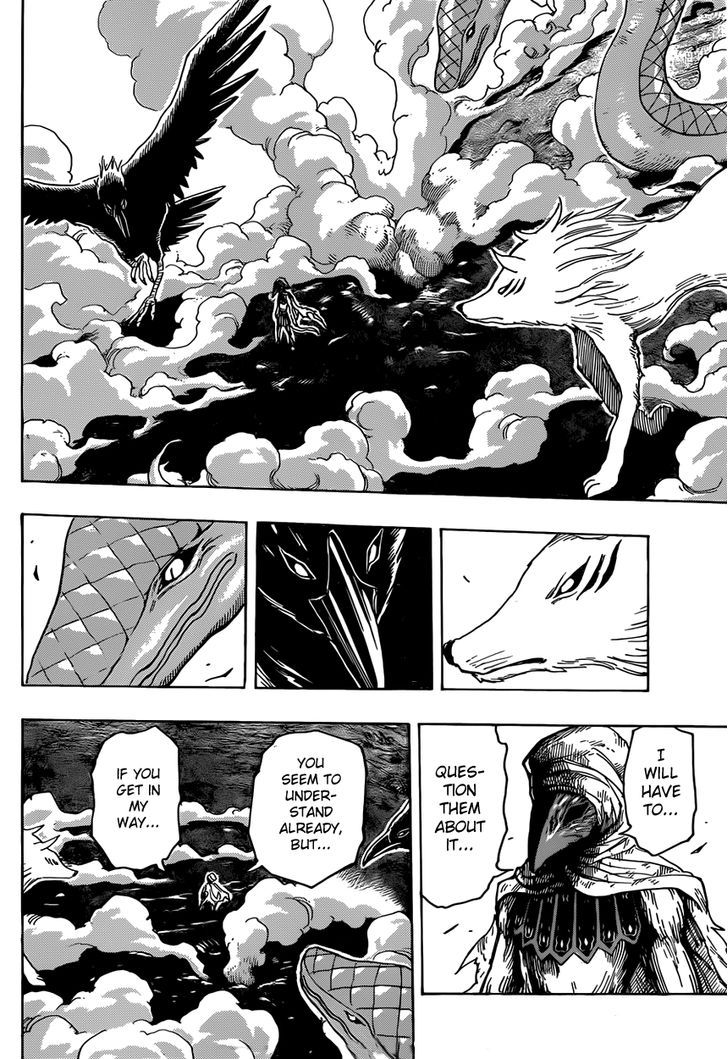 I
WILL
HAVE
TO...
QUES-
TION
THEM
ABOUT
IT...
YOU
SEEM TO
UNDER-
STAND
ALREADY,
BUT...
IF YOU
GET IN
MY
WAY...